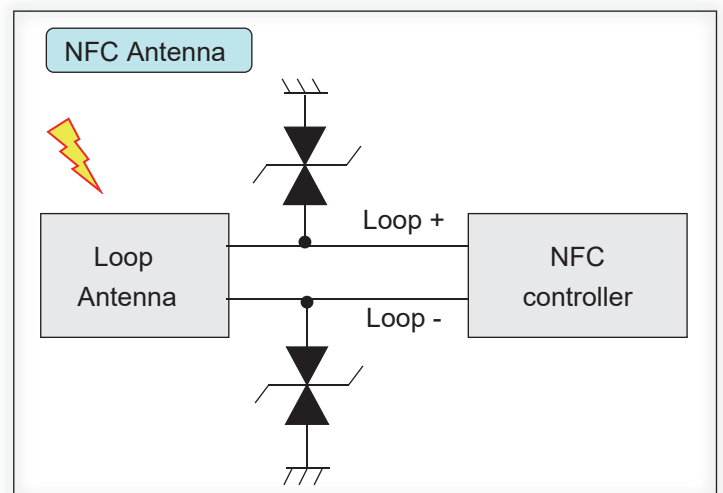 NFC Antenna
Loop +
Loop
Antenna
NFC
controller
Loop -